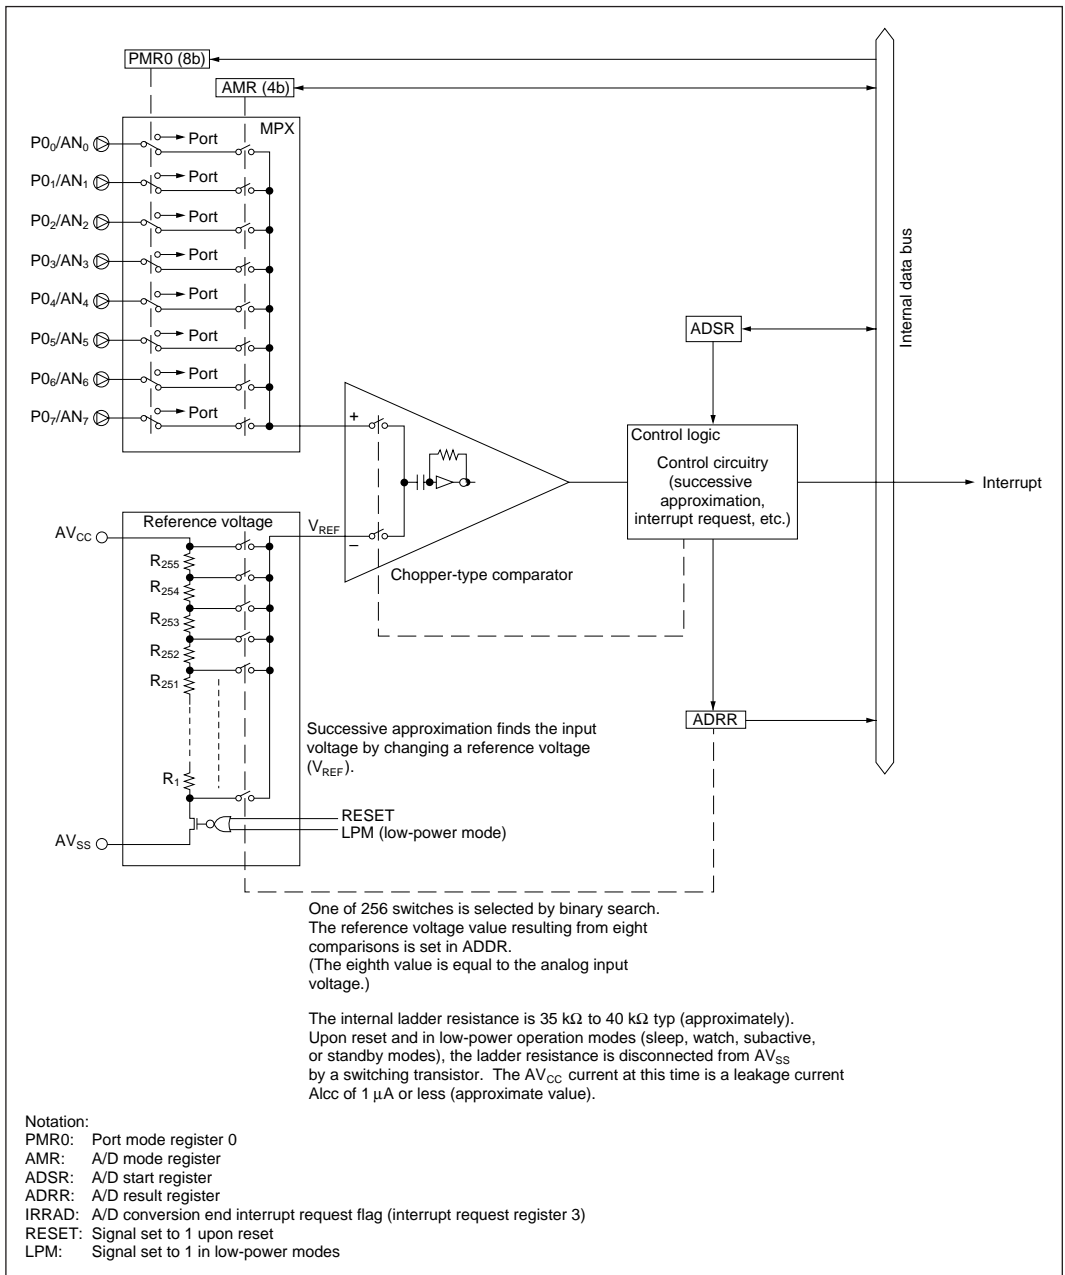 PMR0 (8b)
AMR (4b)
MPX
P0₀/AN₀
Port
P0₁/AN₁
Port
P0₂/AN₂
Port
P0₃/AN₃
Port
P0₄/AN₄
Port
P0₅/AN₅
Port
P0₆/AN₆
Port
P0₇/AN₇
Port
Internal data bus
ADSR
+
–
Control logic
Control circuitry
(successive
approximation,
interrupt request, etc.)
Interrupt
V_REF
Chopper-type comparator
Reference voltage
AV_CC
R₂₅₅
R₂₅₄
R₂₅₃
R₂₅₂
R₂₅₁
R₁
AV_SS
ADRR
Successive approximation finds the input
voltage by changing a reference voltage
(V_REF).
RESET
LPM (low-power mode)
One of 256 switches is selected by binary search.
The reference voltage value resulting from eight
comparisons is set in ADDR.
(The eighth value is equal to the analog input
voltage.)
The internal ladder resistance is 35 kΩ to 40 kΩ typ (approximately).
Upon reset and in low-power operation modes (sleep, watch, subactive,
or standby modes), the ladder resistance is disconnected from AV_SS
by a switching transistor.  The AV_CC current at this time is a leakage current
AIcc of 1 µA or less (approximate value).
Notation:
PMR0: Port mode register 0
AMR: A/D mode register
ADSR: A/D start register
ADRR: A/D result register
IRRAD: A/D conversion end interrupt request flag (interrupt request register 3)
RESET: Signal set to 1 upon reset
LPM: Signal set to 1 in low-power modes